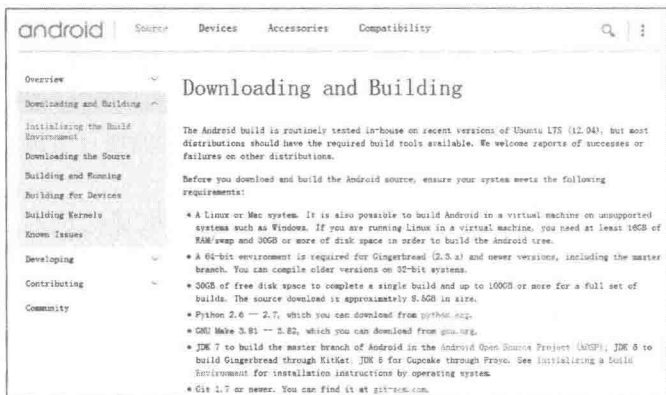 android Source Devices Accessories Compatibility
Overview
Downloading and Building
Initializing the Build
Environment
Downloading the Source
Building and Running
Building for Devices
Building Kernels
Known Issues
Developing
Contributing
Community
Downloading and Building
The Android build is routinely tested in-house on recent versions of Ubuntu LTS (12.04), but most
distributions should have the required build tools available. We welcome reports of successes or
failures on other distributions.
Before you download and build the Android source, ensure your system meets the following
requirements:
• A Linux or Mac system. It is also possible to build Android in a virtual machine on unsupported
systems such as Windows. If you are running Linux in a virtual machine, you need at least 16GB of
RAM/swap and 30GB or more of disk space in order to build the Android tree.
• A 64-bit environment is required for Gingerbread (2.3.x) and newer versions, including the master
branch. You can compile older versions on 32-bit systems.
• 30GB of free disk space to complete a single build and up to 100GB or more for a full set of
builds. The source download is approximately 8.5GB in size.
• Python 2.6 -- 2.7, which you can download from python.org.
• GNU Make 3.81 -- 3.82, which you can download from gnu.org,
• JDK 7 to build the master branch of Android in the Android Open Source Project (AOSP); JDK 6 to
build Gingerbread through KitKat; JDK 5 for Cupcake through Froyo. See Initializing a Build
Environment for installation instructions by operating system.
• Git 1.7 or newer. You can find it at git-scm.com.